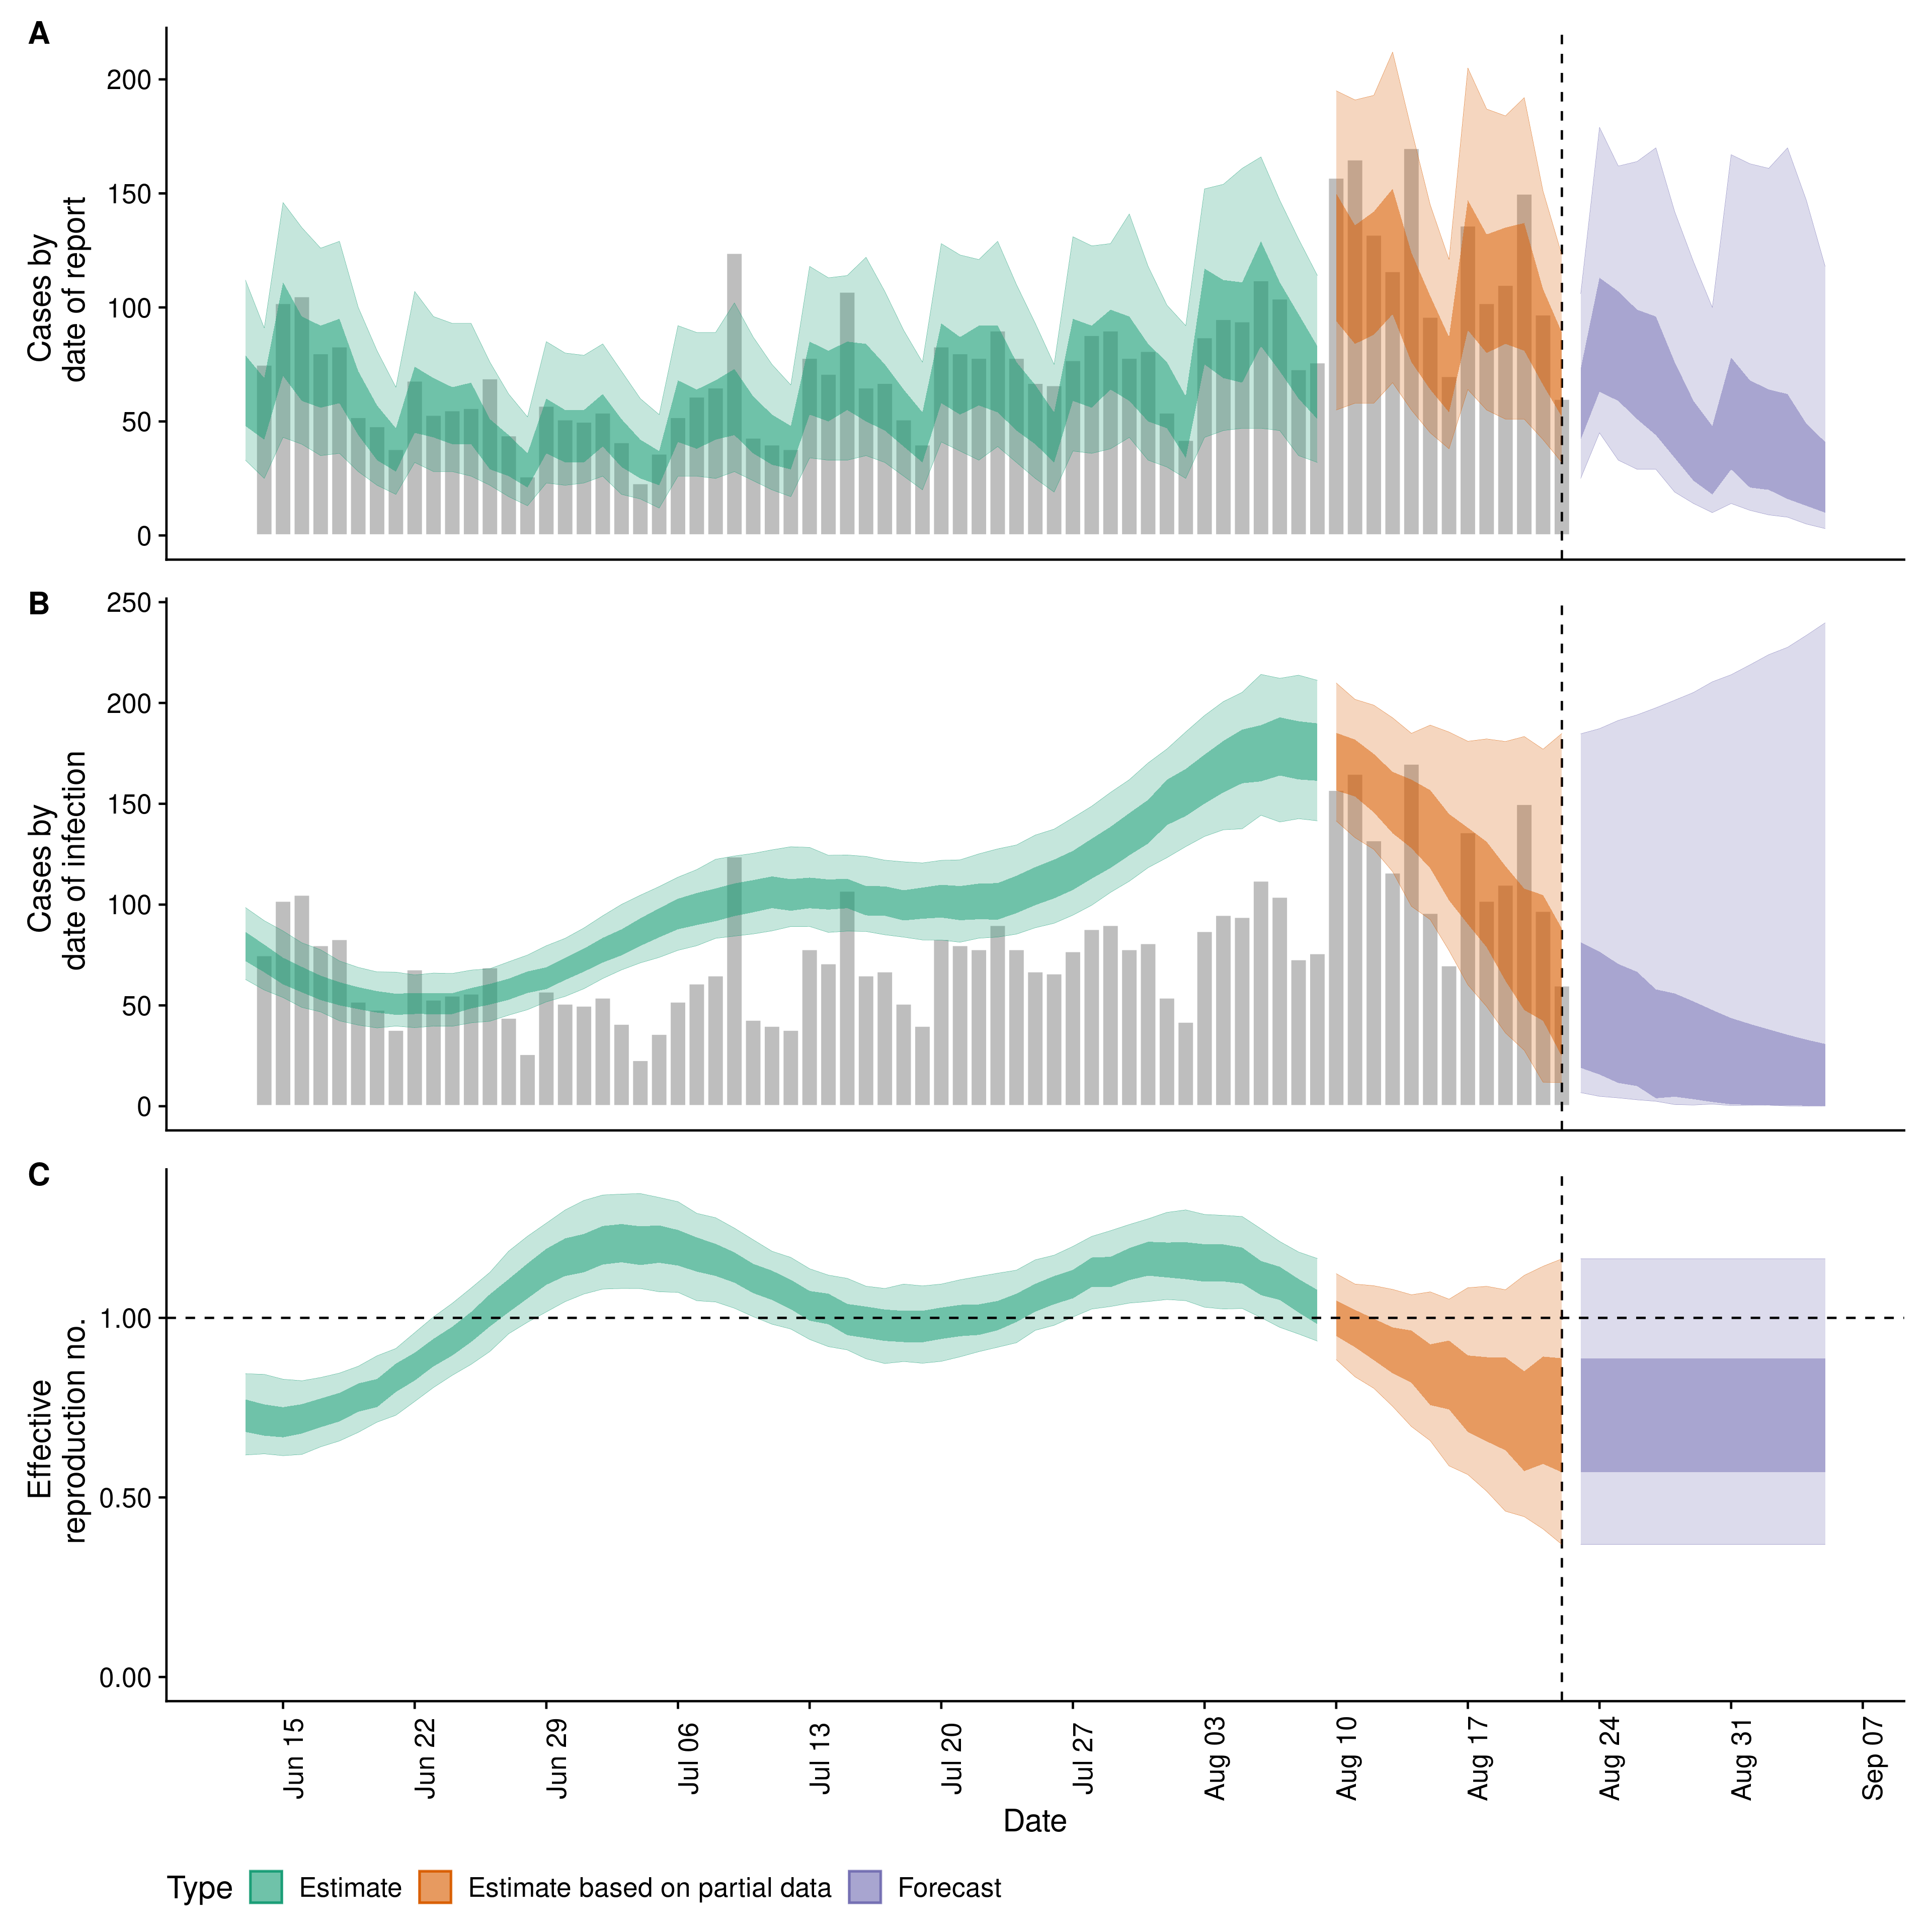 A
200
150
100
50
0
Cases by
date of report
B
250
200
150
100
50
0
Cases by
date of infection
C
1.00
0.50
0.00
Effective
reproduction no.
Jun 15
Jun 22
Jun 29
Jul 06
Jul 13
Jul 20
Jul 27
Aug 03
Aug 10
Aug 17
Aug 24
Aug 31
Sep 07
Date
Type Estimate Estimate based on partial data Forecast